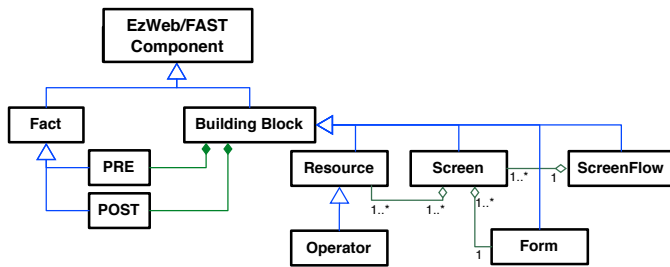 EzWeb/FAST
Component
Fact
Building Block
PRE
POST
Resource
Screen
ScreenFlow
1..*
1
1..*
1..*
1..*
1
Operator
Form